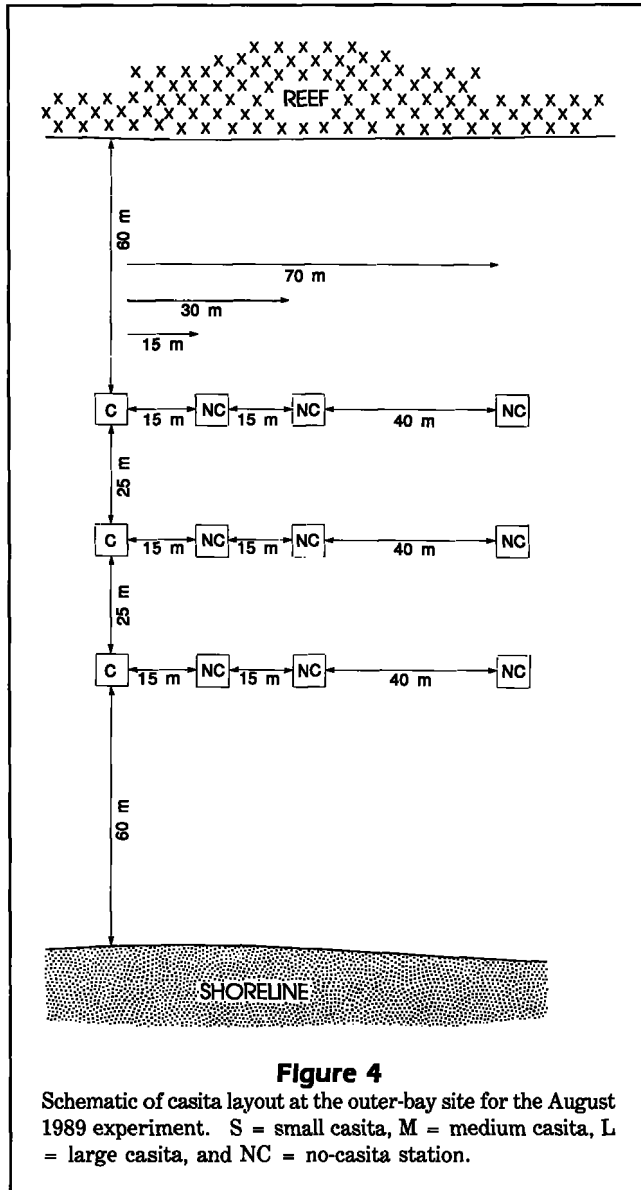 REEF
60 m
70 m
30 m
15 m
C 15 m NC 15 m NC 40 m NC
25 m
C 15 m NC 15 m NC 40 m NC
25 m
C 15 m NC 15 m NC 40 m NC
60 m
SHORELINE
Figure 4
Schematic of casita layout at the outer-bay site for the August
1989 experiment. S = small casita, M = medium casita, L
= large casita, and NC = no-casita station.